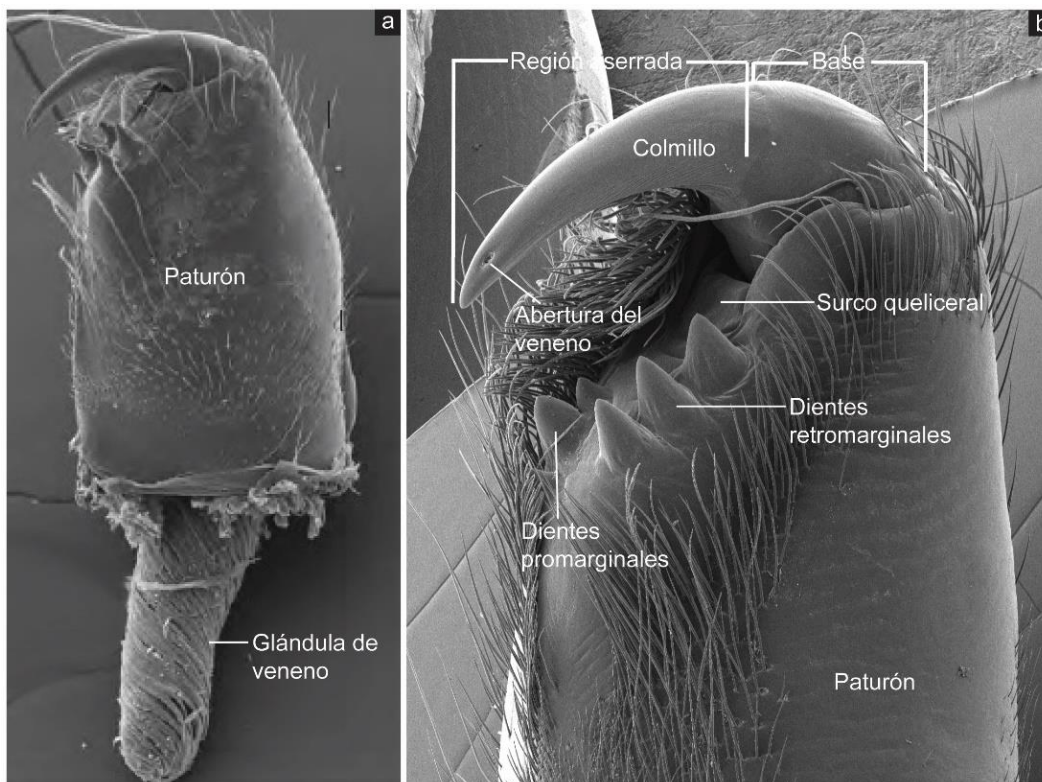 a
Paturón
Glándula de
veneno
b
Región aserrada
Base
Colmillo
Abertura del
veneno
Surco queliceral
Dientes
retromarginales
Dientes
promarginales
Paturón